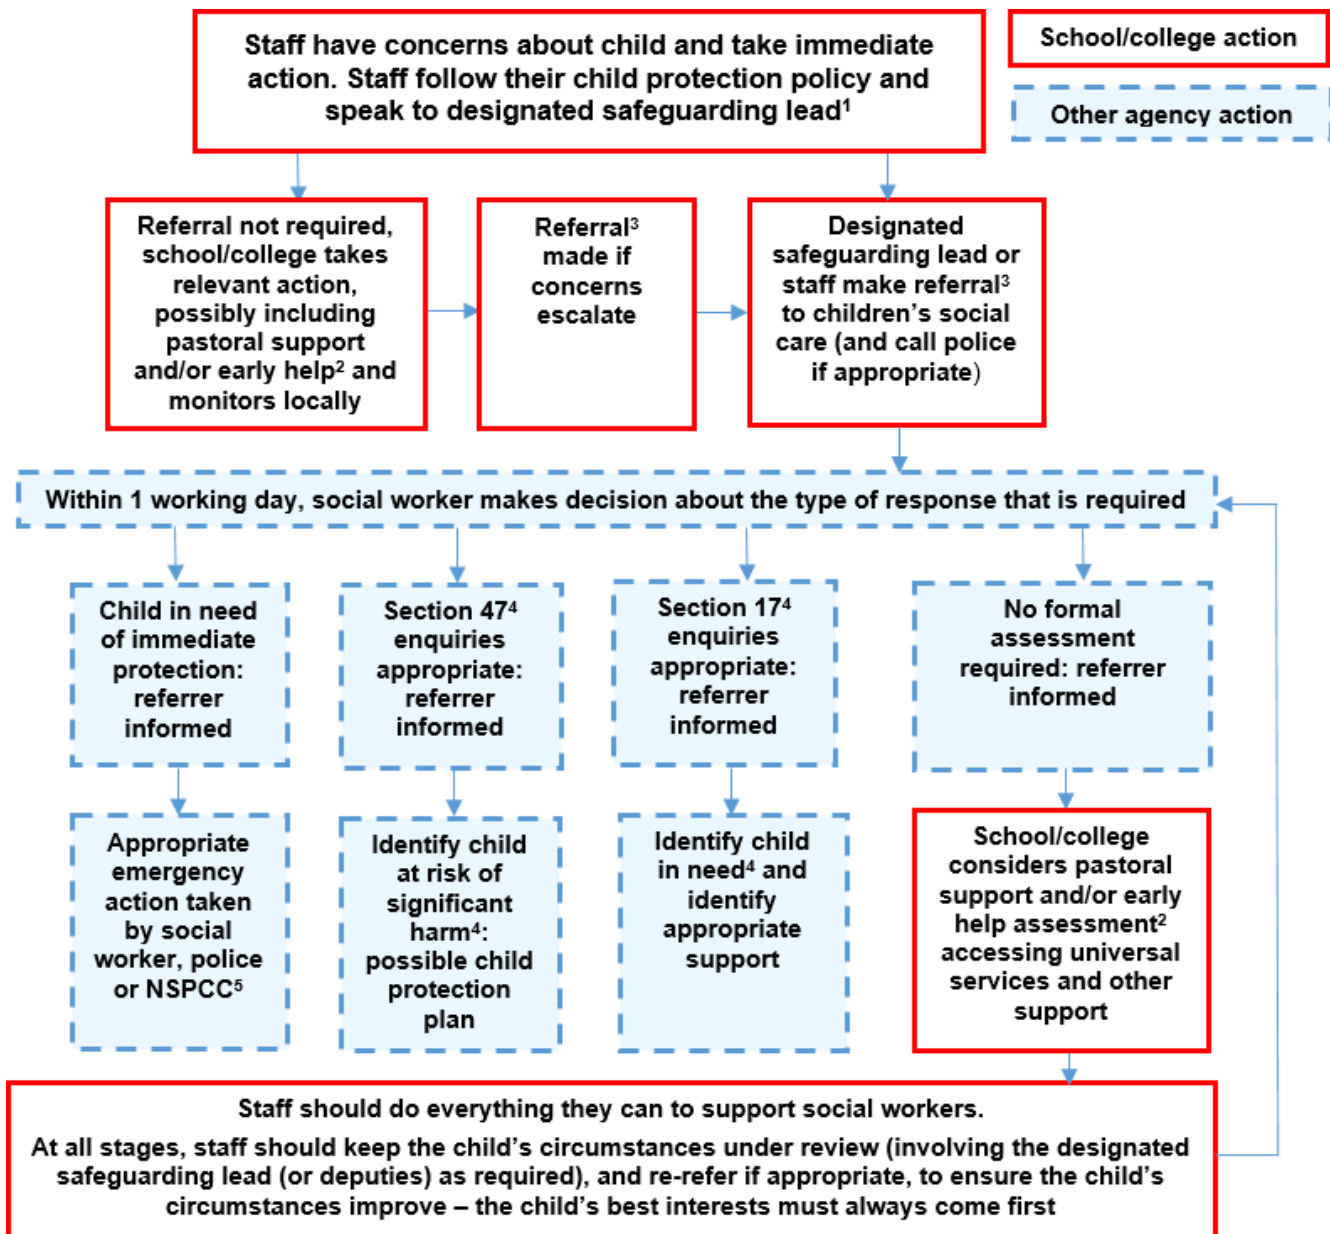 Staff have concerns about child and take immediate
action. Staff follow their child protection policy and
speak to designated safeguarding lead¹
School/college action
Other agency action
Referral not required,
school/college takes
relevant action,
possibly including
pastoral support
and/or early help² and
monitors locally
Referral³
made if
concerns
escalate
Designated
safeguarding lead or
staff make referral³
to children’s social
care (and call police
if appropriate)
Within 1 working day, social worker makes decision about the type of response that is required
Child in need
of immediate
protection:
referrer
informed
Section 47⁴
enquiries
appropriate:
referrer
informed
Section 17⁴
enquiries
appropriate:
referrer
informed
No formal
assessment
required: referrer
informed
Appropriate
emergency
action taken
by social
worker, police
or NSPCC⁵
Identify child
at risk of
significant
harm⁴:
possible child
protection
plan
Identify child
in need⁴ and
identify
appropriate
support
School/college
considers pastoral
support and/or early
help assessment²
accessing universal
services and other
support
Staff should do everything they can to support social workers.
At all stages, staff should keep the child’s circumstances under review (involving the designated
safeguarding lead (or deputies) as required), and re-refer if appropriate, to ensure the child’s
circumstances improve – the child’s best interests must always come first